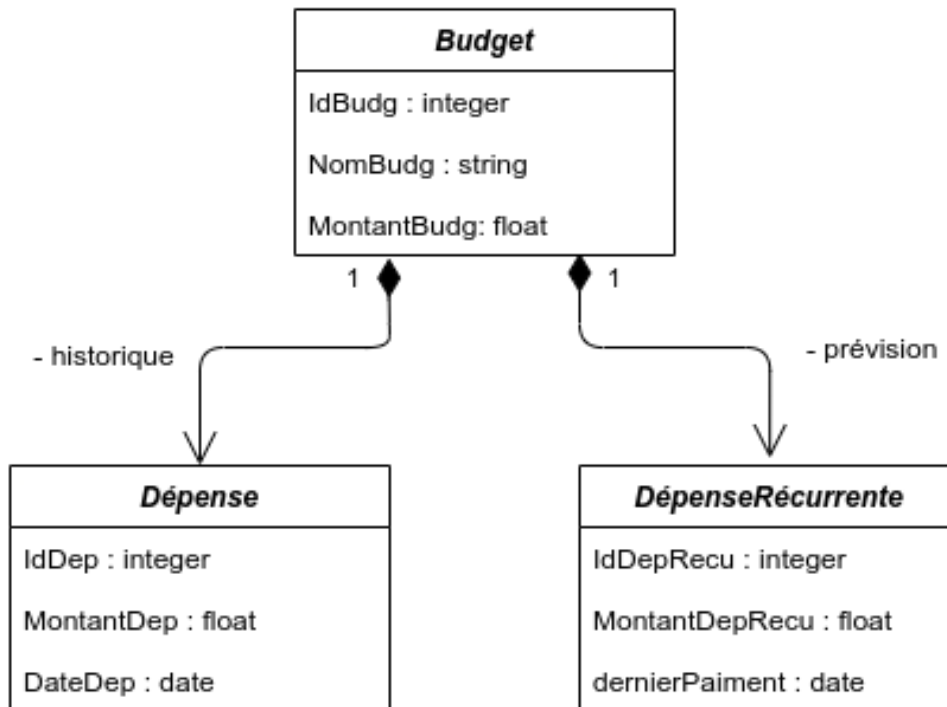 Budget
IdBudg : integer
NomBudg : string
MontantBudg: float
1
1
- historique
- prévision
Dépense
IdDep : integer
MontantDep : float
DateDep : date
DépenseRécurrente
IdDepRecu : integer
MontantDepRecu : float
dernierPaiment : date